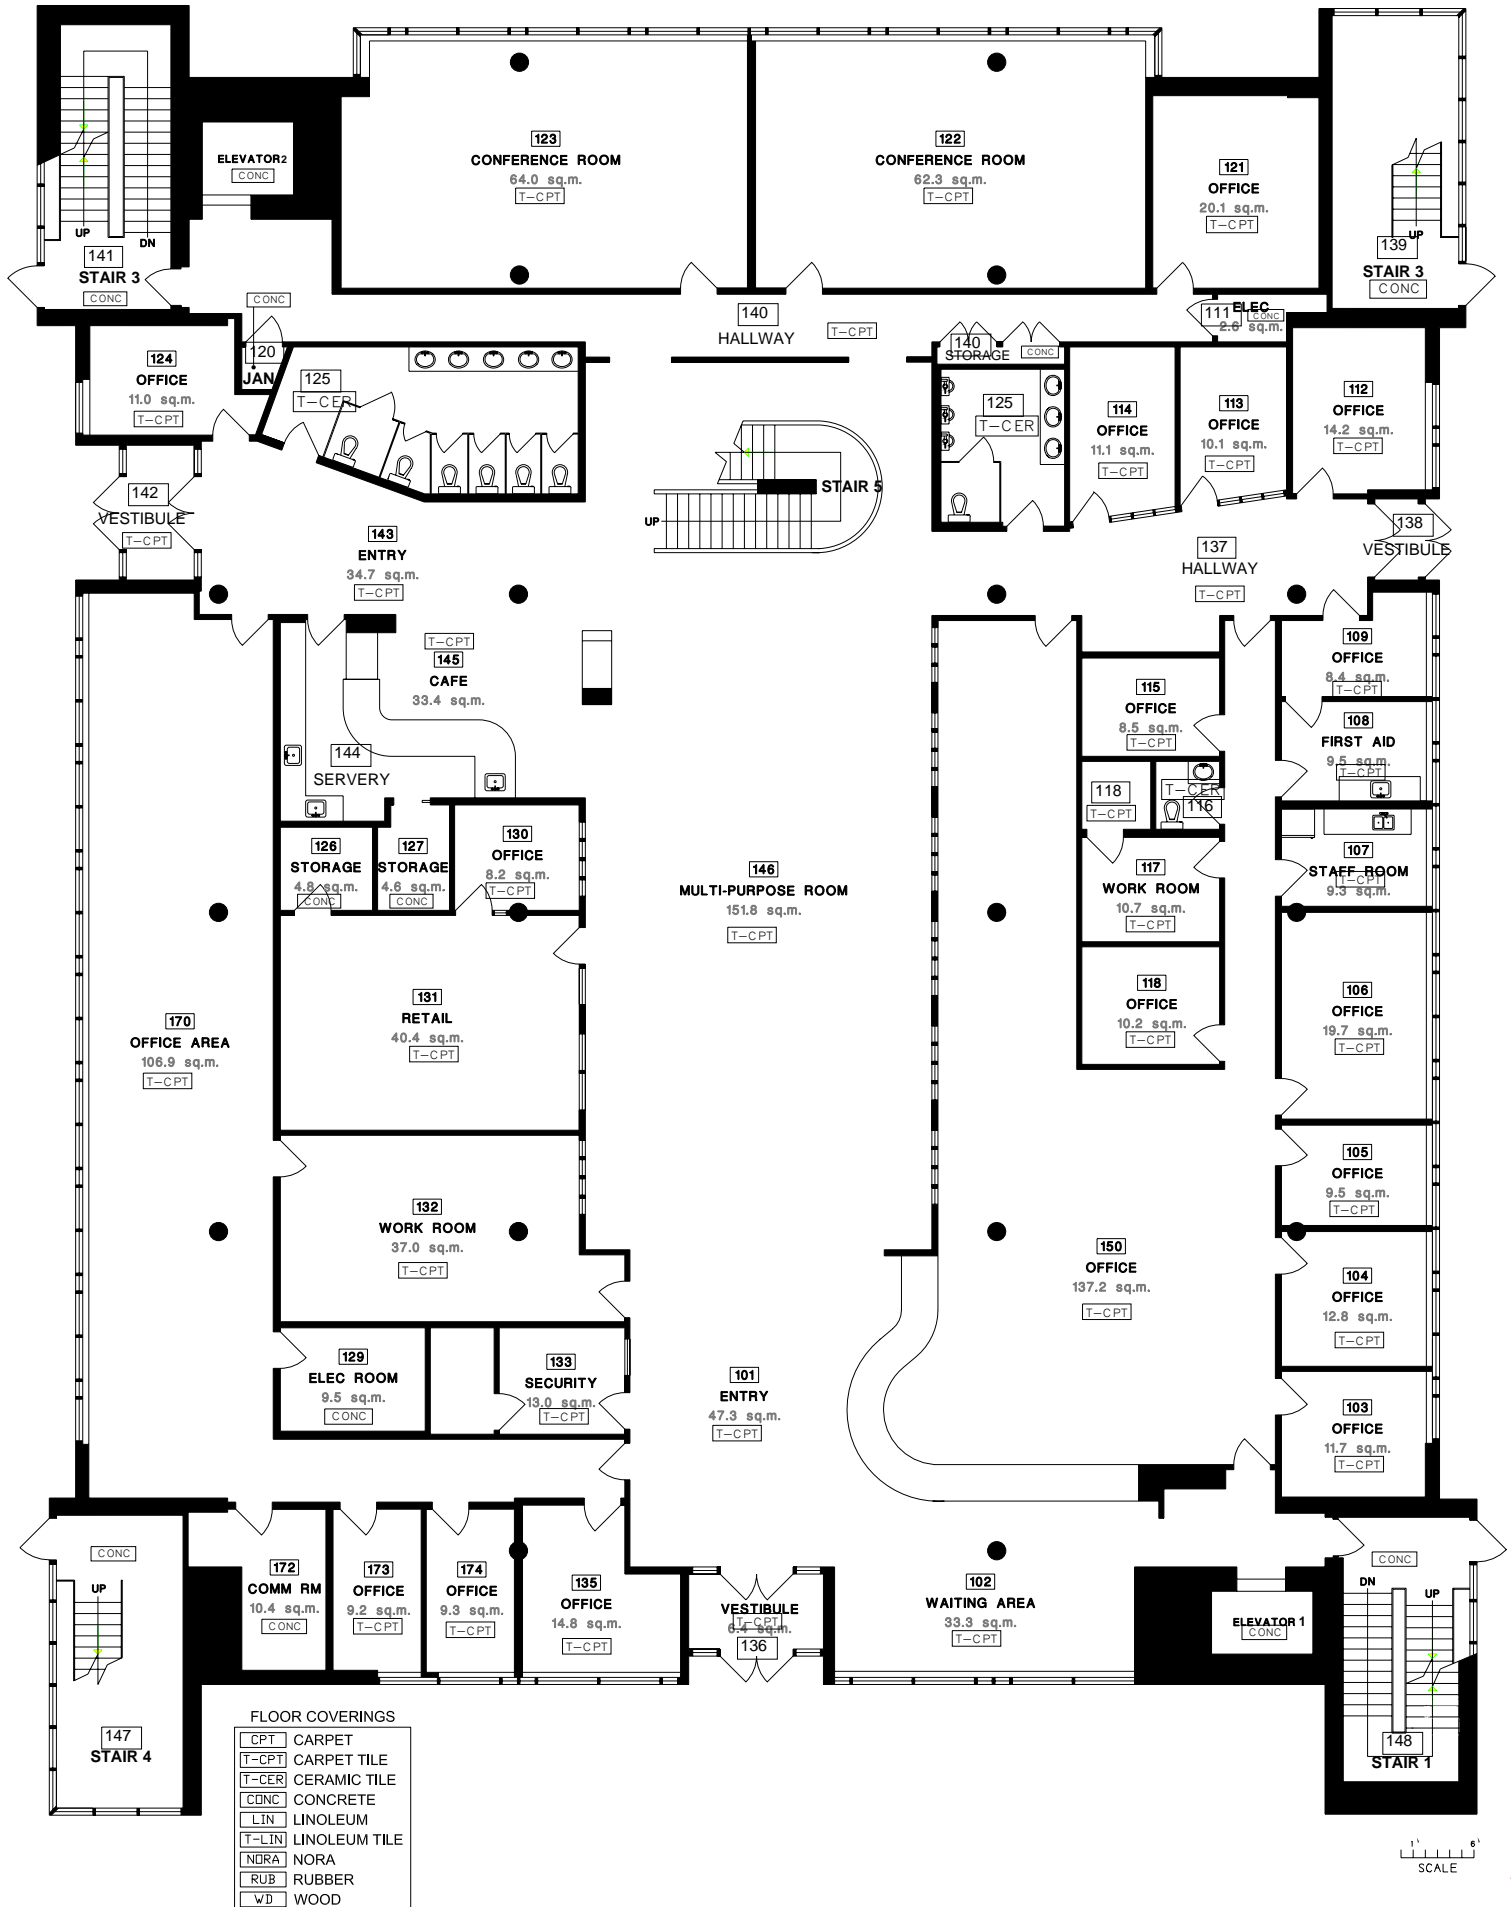 123
CONFERENCE ROOM
64.0 sq.m.
T-CPT
122
CONFERENCE ROOM
62.3 sq.m.
T-CPT
121
OFFICE
20.1 sq.m.
T-CPT
ELEVATOR2
CONC
UP
DN
141
STAIR 3
CONC
UP
139
STAIR 3
CONC
CONC
140
HALLWAY
T-CPT
111
ELEC
CONC
2.6 sq.m.
124
OFFICE
11.0 sq.m.
T-CPT
120
JAN
125
T-CER
140
STORAGE
CONC
125
T-CER
114
OFFICE
11.1 sq.m.
T-CPT
113
OFFICE
10.1 sq.m.
T-CPT
112
OFFICE
14.2 sq.m.
T-CPT
142
VESTIBULE
T-CPT
143
ENTRY
34.7 sq.m.
T-CPT
UP
STAIR 5
137
HALLWAY
T-CPT
138
VESTIBULE
T-CPT
145
CAFE
33.4 sq.m.
144
SERVERY
109
OFFICE
8.4 sq.m.
T-CPT
115
OFFICE
8.5 sq.m.
T-CPT
108
FIRST AID
9.5 sq.m.
T-CPT
118
T-CPT
T-CER
116
126
STORAGE
4.8 sq.m.
CONC
127
STORAGE
4.6 sq.m.
CONC
130
OFFICE
8.2 sq.m.
T-CPT
146
MULTI-PURPOSE ROOM
151.8 sq.m.
T-CPT
117
WORK ROOM
10.7 sq.m.
T-CPT
107
STAFF ROOM
T-CPT
9.3 sq.m.
170
OFFICE AREA
106.9 sq.m.
T-CPT
131
RETAIL
40.4 sq.m.
T-CPT
118
OFFICE
10.2 sq.m.
T-CPT
106
OFFICE
19.7 sq.m.
T-CPT
105
OFFICE
9.5 sq.m.
T-CPT
132
WORK ROOM
37.0 sq.m.
T-CPT
150
OFFICE
137.2 sq.m.
T-CPT
104
OFFICE
12.8 sq.m.
T-CPT
129
ELEC ROOM
9.5 sq.m.
CONC
133
SECURITY
13.0 sq.m.
T-CPT
101
ENTRY
47.3 sq.m.
T-CPT
103
OFFICE
11.7 sq.m.
T-CPT
CONC
UP
172
COMM RM
10.4 sq.m.
CONC
173
OFFICE
9.2 sq.m.
T-CPT
174
OFFICE
9.3 sq.m.
T-CPT
135
OFFICE
14.8 sq.m.
T-CPT
VESTIBULE
T-CPT
6.4 sq.m.
136
102
WAITING AREA
33.3 sq.m.
T-CPT
ELEVATOR 1
CONC
CONC
DN
UP
147
STAIR 4
148
STAIR 1
FLOOR COVERINGS
CPT CARPET
T-CPT CARPET TILE
T-CER CERAMIC TILE
CONC CONCRETE
LIN LINOLEUM
T-LIN LINOLEUM TILE
NORA NORA
RUB RUBBER
WD WOOD
1' 6'
SCALE